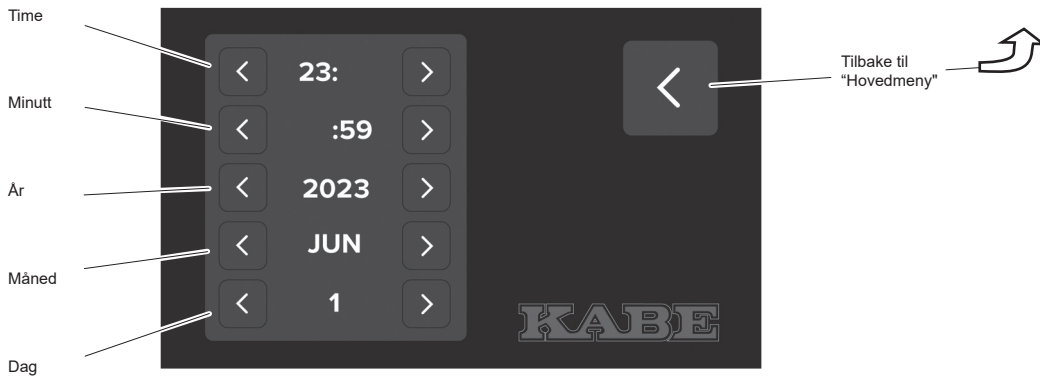 Time
23:
Minutt
:59
År
2023
Måned
JUN
Dag
1
Tilbake til
“Hovedmeny"
KABE